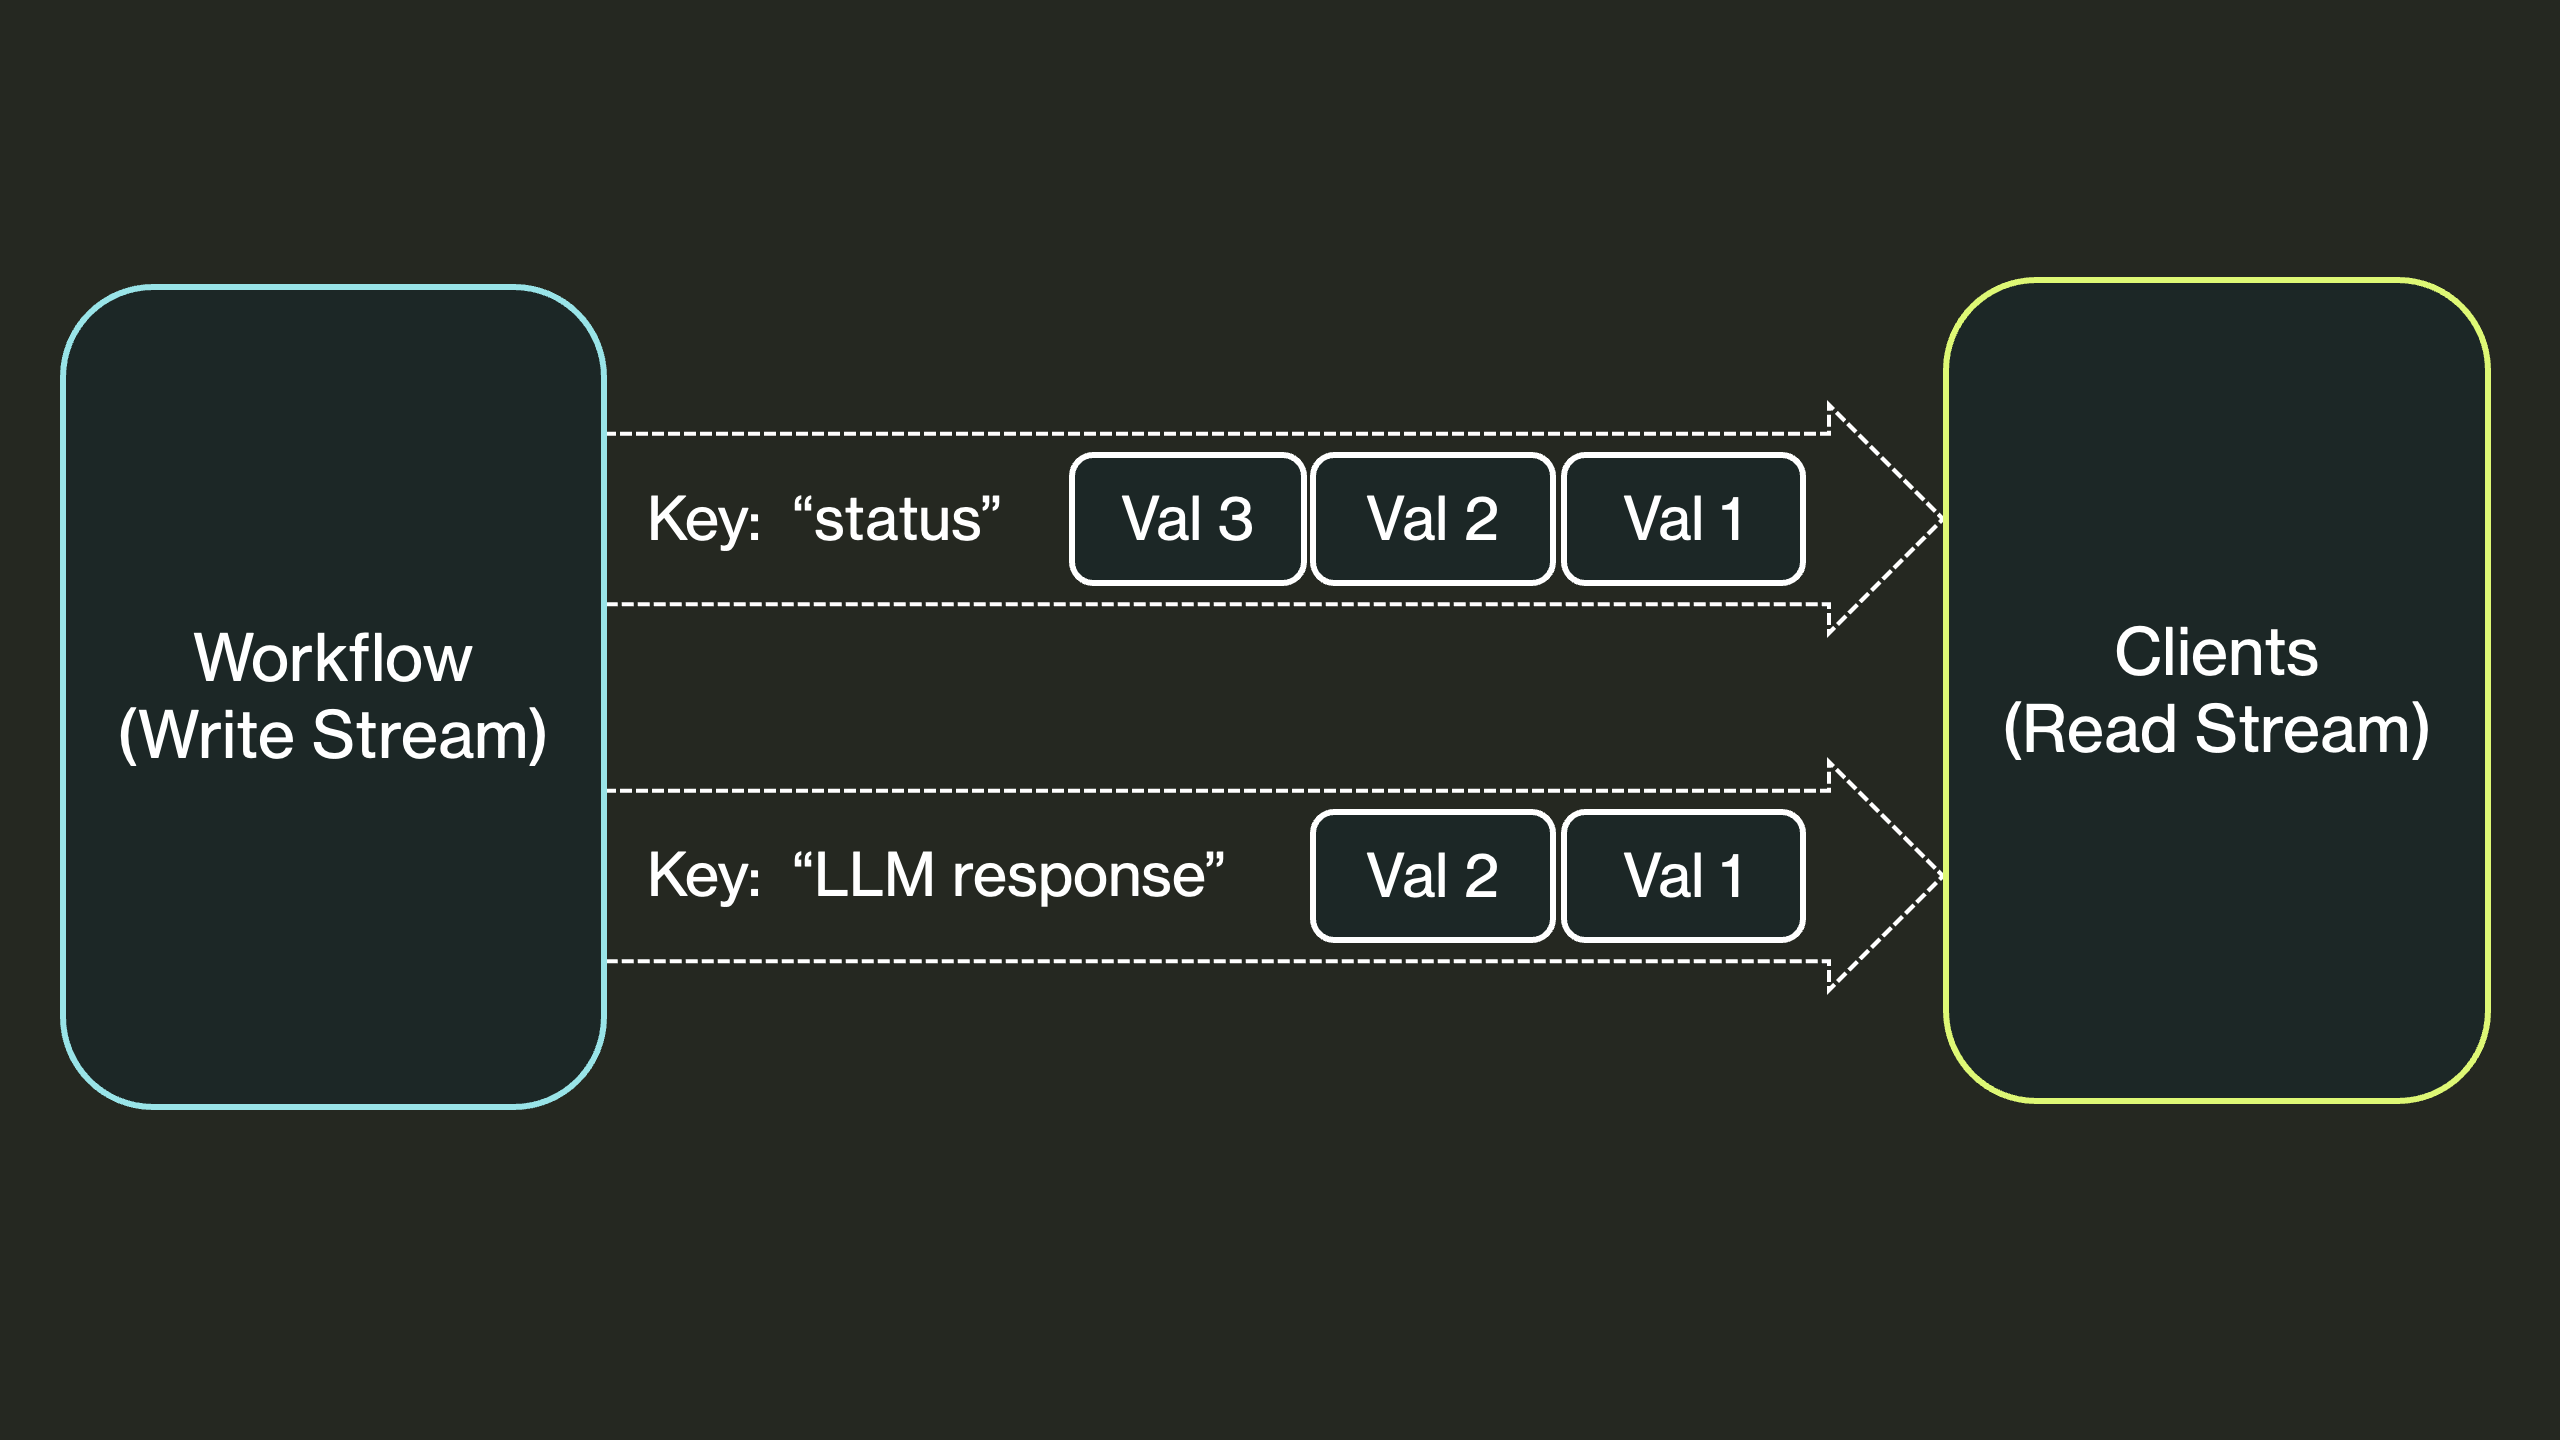 Workflow
(Write Stream)
Key: “status” Val 3 Val 2 Val 1
Key: “LLM response” Val 2 Val 1
Clients
(Read Stream)